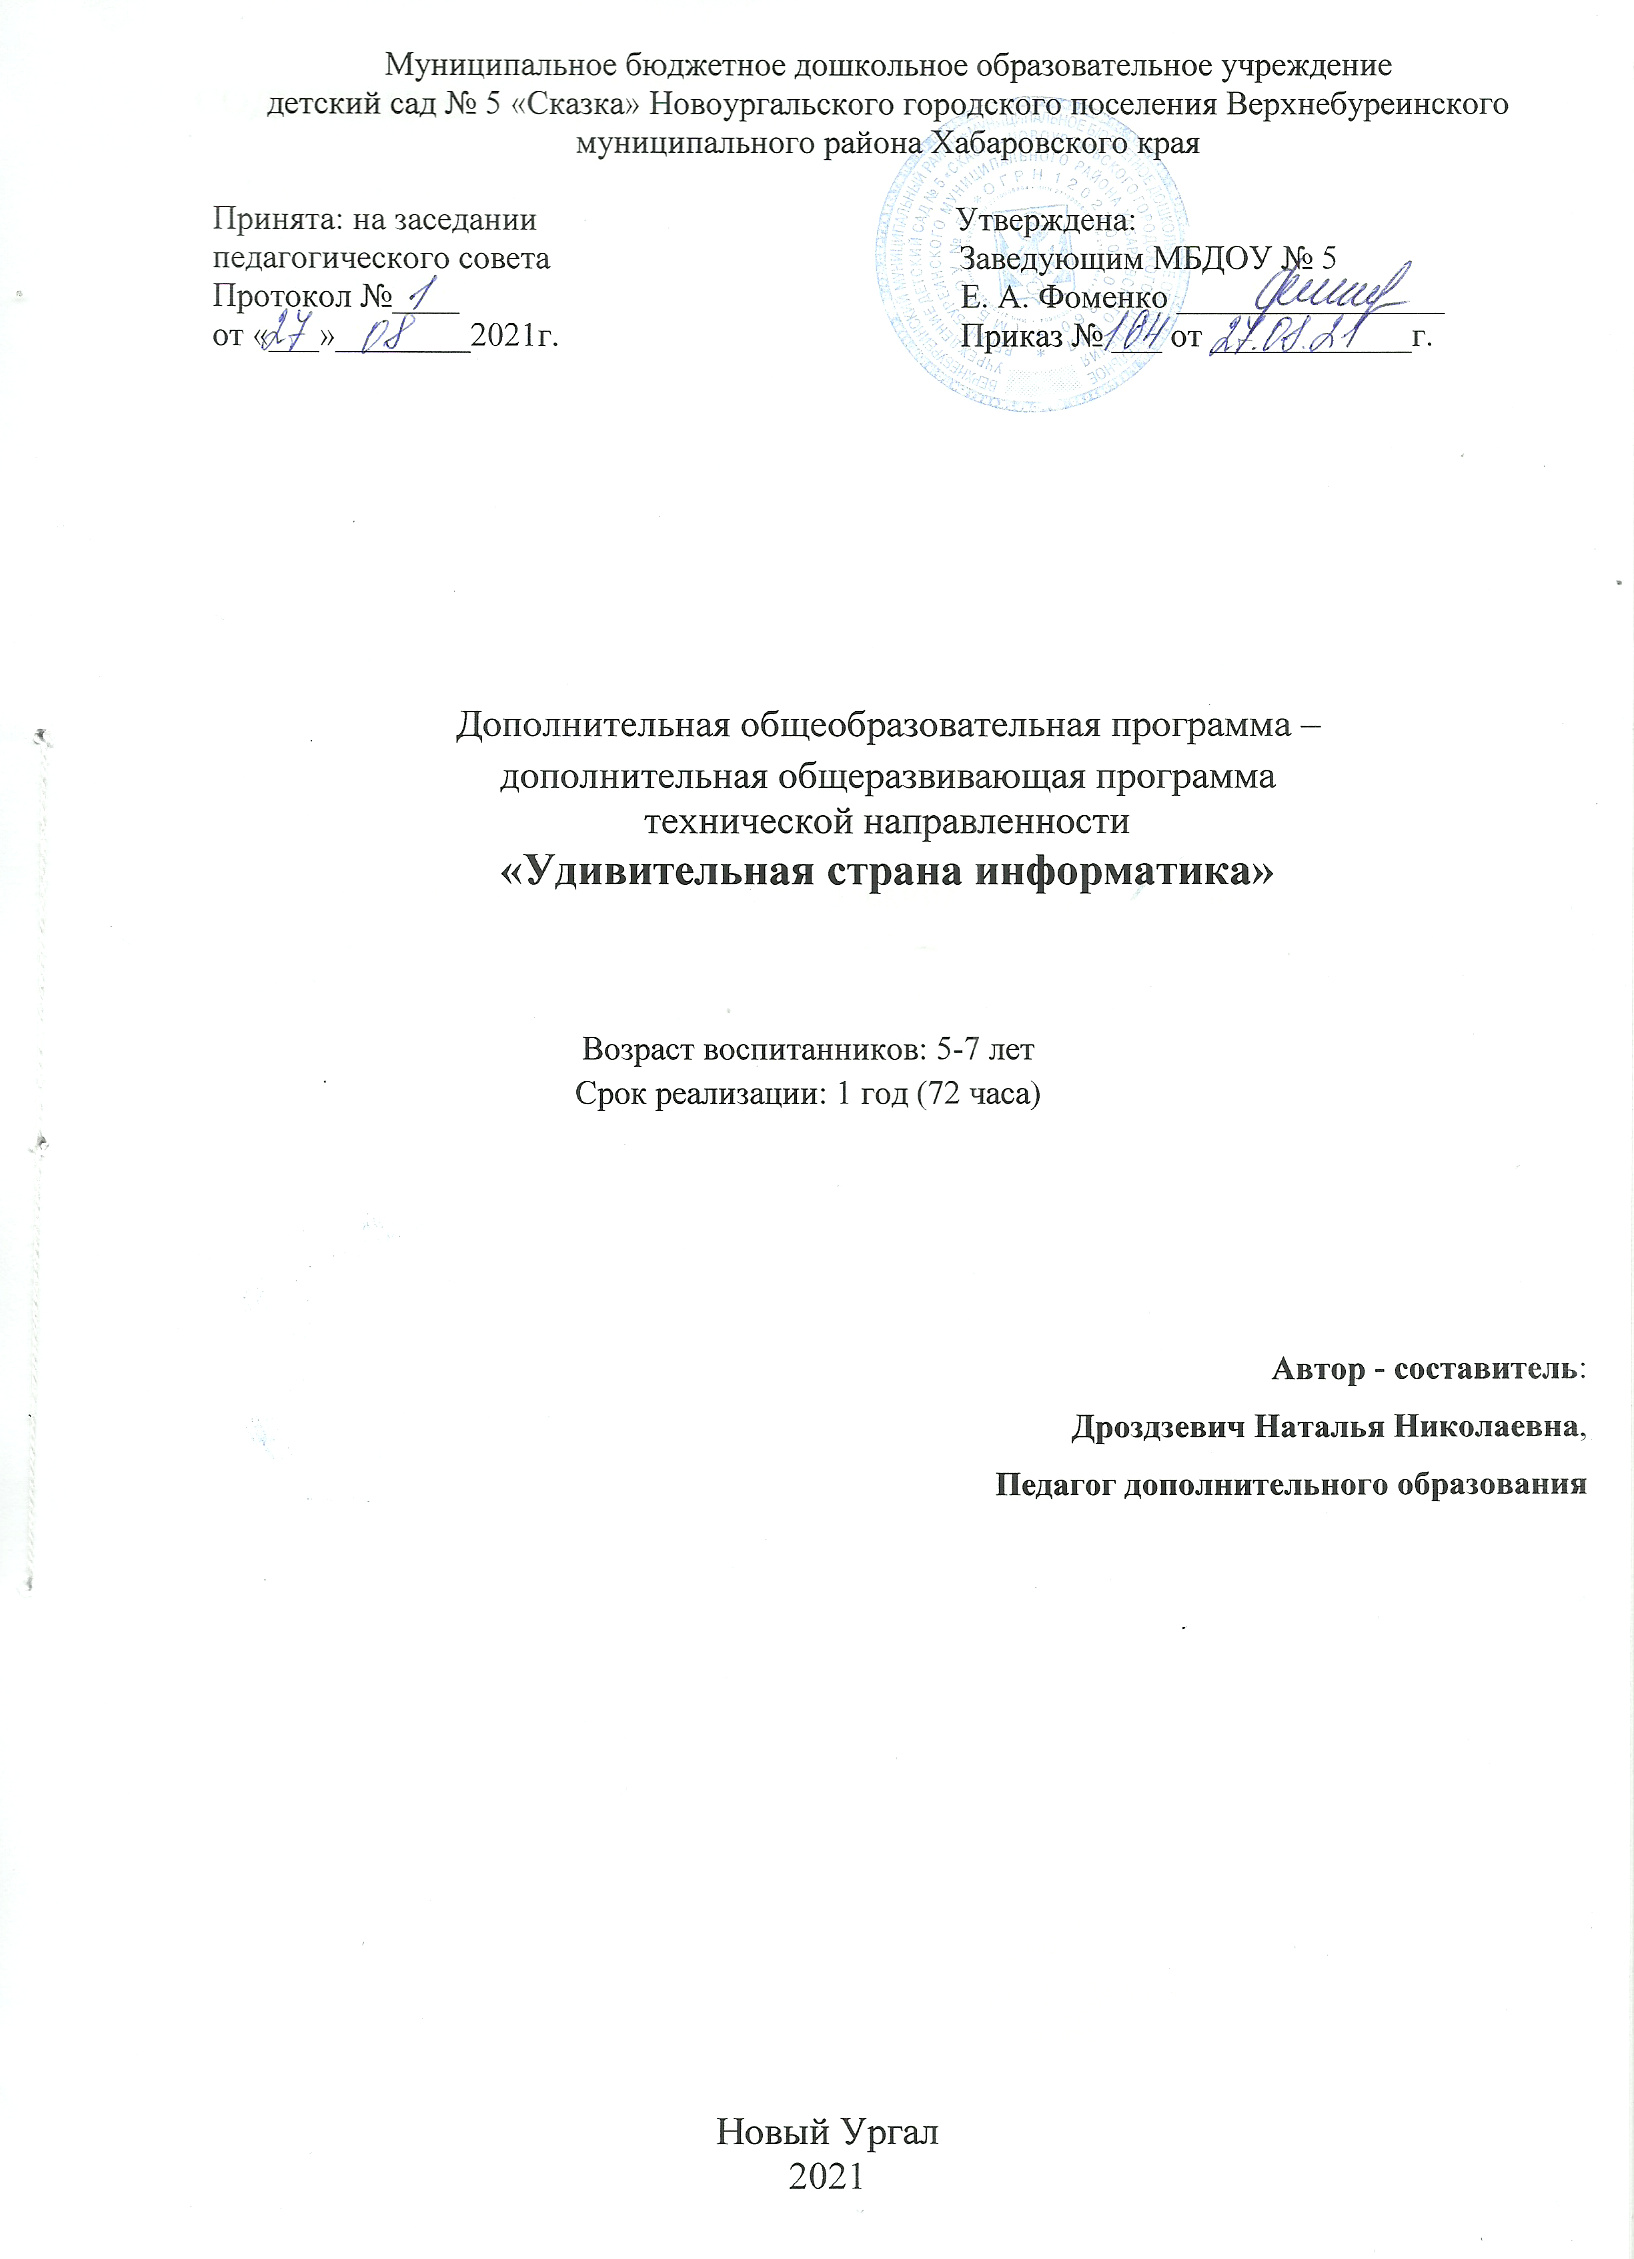 Муниципальное бюджетное дошкольное образовательное учреждение
детский сад № 5 «Сказка» Новоургальского городского поселения Верхнебуреинского
муниципального района Хабаровского края
Принята: на заседании
педагогического совета
Протокол № 1
от «27» 08 2021г.
Утверждена:
Заведующим МБДОУ № 5
Е. А. Фоменко
Приказ № 104 от 27.08.21 г.
Дополнительная общеобразовательная программа –
дополнительная общеразвивающая программа
технической направленности
«Удивительная страна информатика»
Возраст воспитанников: 5-7 лет
Срок реализации: 1 год (72 часа)
Автор - составитель:
Дроздзевич Наталья Николаевна,
Педагог дополнительного образования
Новый Ургал
2021